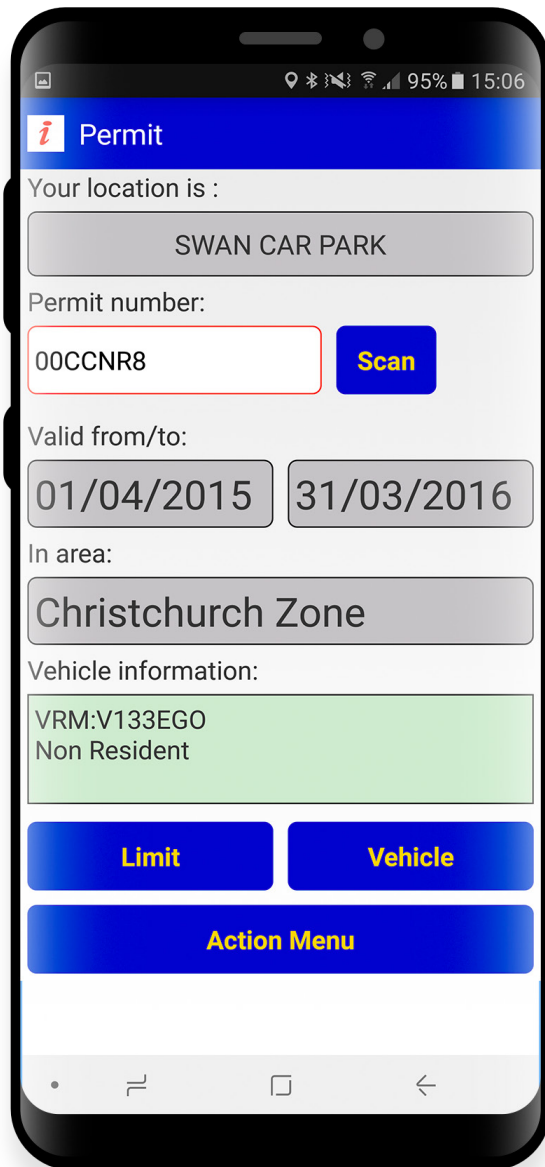 95% 15:06
i Permit
Your location is :
SWAN CAR PARK
Permit number:
00CCNR8 Scan
Valid from/to:
01/04/2015 31/03/2016
In area:
Christchurch Zone
Vehicle information:
VRM:V133EGO
Non Resident
Limit Vehicle
Action Menu